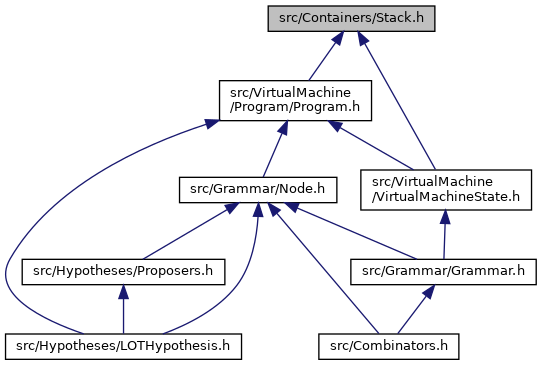 src/Containers/Stack.h
src/VirtualMachine
/Program/Program.h
src/Grammar/Node.h
src/VirtualMachine
/VirtualMachineState.h
src/Hypotheses/Proposers.h
src/Grammar/Grammar.h
src/Hypotheses/LOTHypothesis.h
src/Combinators.h